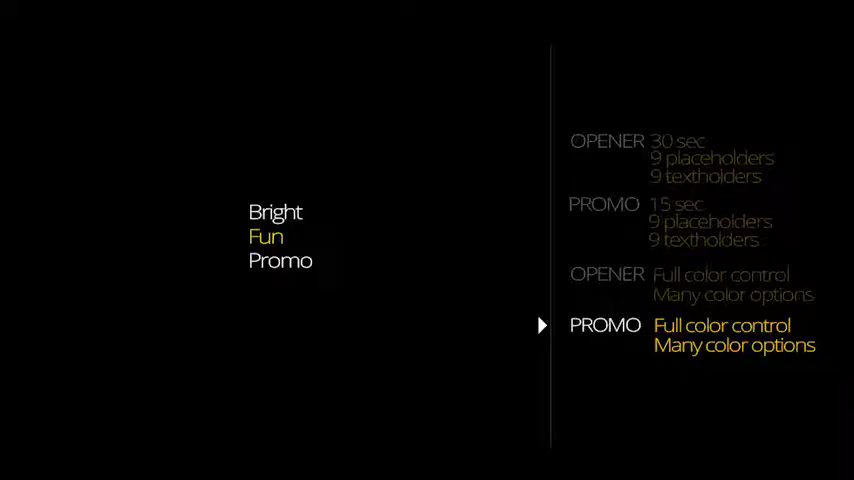 Bright
Fun
Promo
OPENER 30 sec
9 placeholders
9 textholders
PROMO 15 sec
9 placeholders
9 textholders
OPENER Full color control
Many color options
PROMO Full color control
Many color options